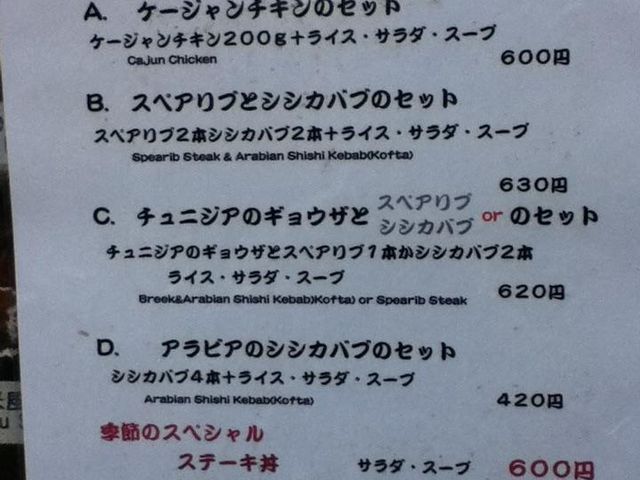 A. ケージャンチキンのセット
ケージャンチキン200g+ライス・サラダ・スープ
Cajun Chicken 600円
B. スペアリブとシシカバブのセット
スペアリブ2本シシカバブ2本+ライス・サラダ・スープ
Spearib Steak & Arabian Shishi Kebab(Kofta)
630円
C. チュニジアのギョウザと スペアリブ シシカバブ or のセット
チュニジアのギョウザとスペアリブ1本かシシカバブ2本
ライス・サラダ・スープ
Breek&Arabian Shishi Kebab)Kofta) or Spearib Steak 620円
D. アラビアのシシカバブのセット
シシカバブ4本+ライス・サラダ・スープ
Arabian Shishi Kebab(Kofta) 420円
季節のスペシャル
ステーキ丼 サラダ・スープ 600円